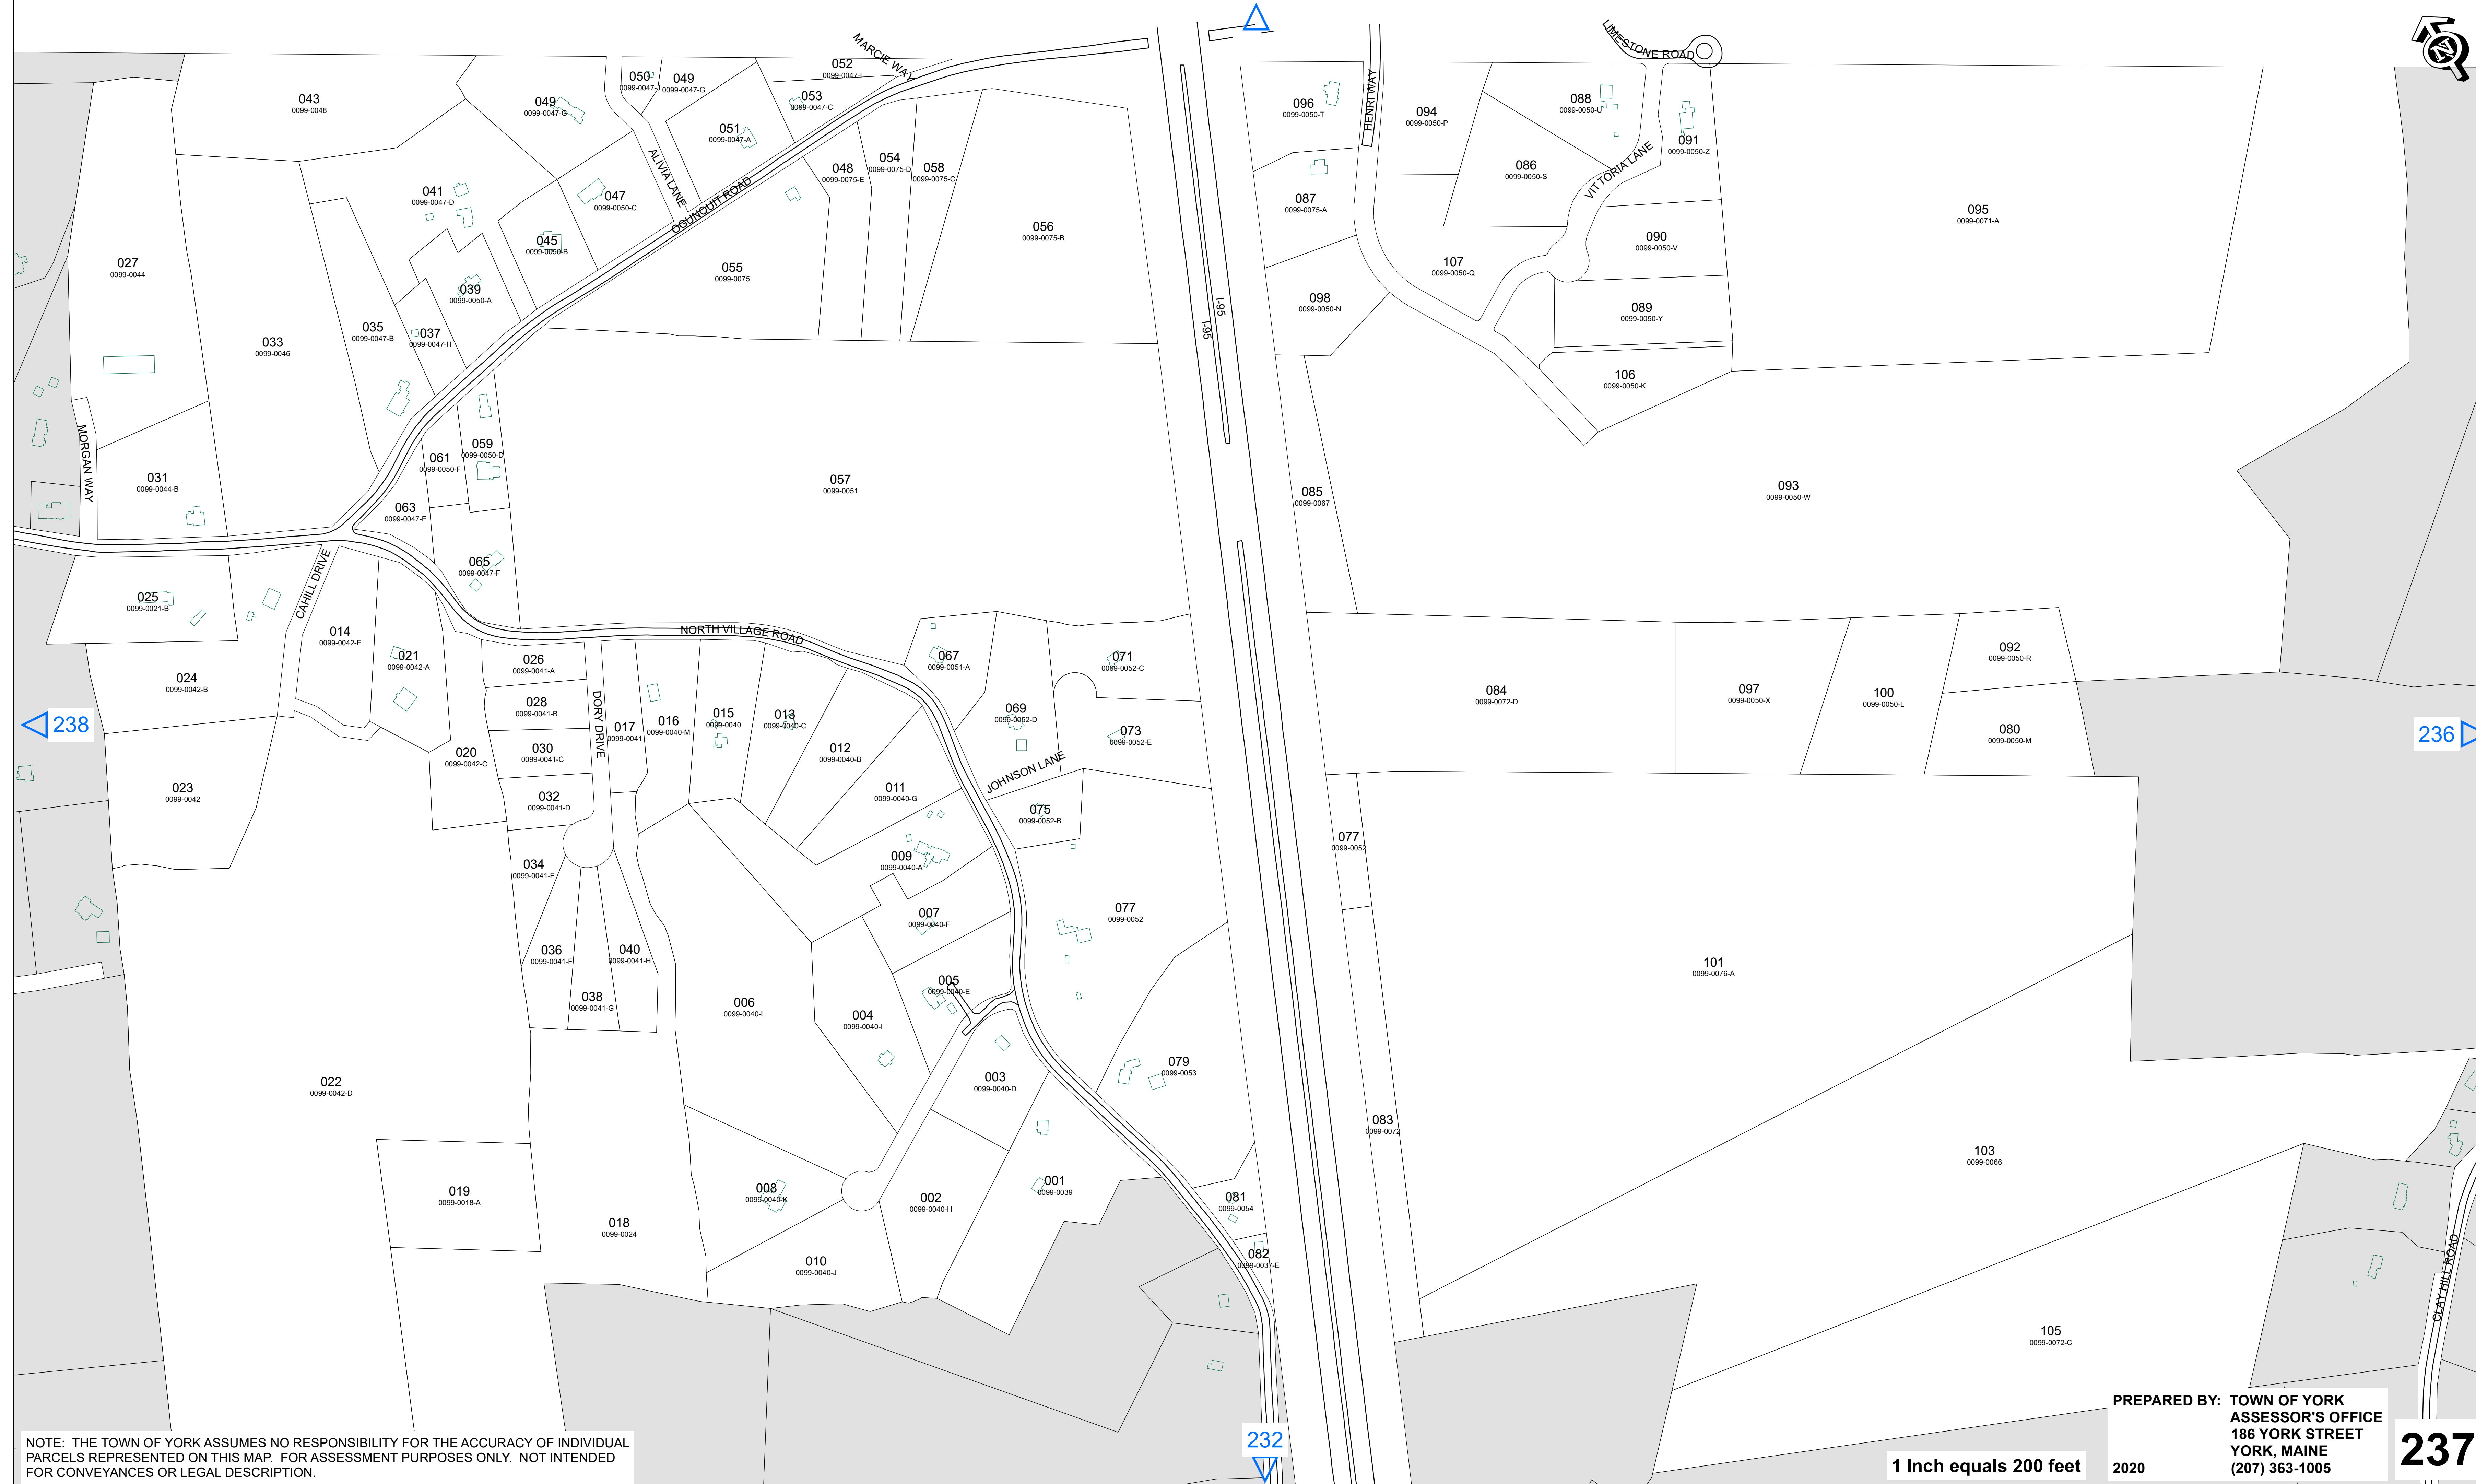 MARCIE WAY
LIMESTONE ROAD
N
043
0099-0048
049
0099-0047-G
050
0099-0047-J
049
0099-0047-G
052
0099-0047-I
053
0099-0047-C
051
0099-0047-A
048
0099-0075-E
054
0099-0075-D
058
0099-0075-C
096
0099-0050-T
HENRI WAY
094
0099-0050-P
088
0099-0050-U
091
0099-0050-Z
086
0099-0050-S
VITTORIA LANE
041
0099-0047-D
047
0099-0050-C
ALIVIA LANE
OGUNQUIT ROAD
045
0099-0050-B
056
0099-0075-B
087
0099-0075-A
095
0099-0071-A
090
0099-0050-V
027
0099-0044
039
0099-0050-A
055
0099-0075
107
0099-0050-Q
098
0099-0050-N
089
0099-0050-Y
I-95
I-95
033
0099-0046
035
0099-0047-B
037
0099-0047-H
106
0099-0050-K
MORGAN WAY
031
0099-0044-B
061
0099-0050-F
059
0099-0050-D
063
0099-0047-E
057
0099-0051
085
0099-0067
093
0099-0050-W
065
0099-0047-F
025
0099-0021-B
CAHILL DRIVE
014
0099-0042-E
021
0099-0042-A
026
0099-0041-A
NORTH VILLAGE ROAD
067
0099-0051-A
071
0099-0052-C
092
0099-0050-R
024
0099-0042-B
028
0099-0041-B
DORY DRIVE
017
0099-0041
016
0099-0040-M
015
0099-0040
013
0099-0040-C
069
0099-0052-D
073
0099-0052-E
084
0099-0072-D
097
0099-0050-X
100
0099-0050-L
080
0099-0050-M
238
236
020
0099-0042-C
030
0099-0041-C
012
0099-0040-B
JOHNSON LANE
023
0099-0042
032
0099-0041-D
011
0099-0040-G
075
0099-0052-B
077
0099-0052
034
0099-0041-E
009
0099-0040-A
007
0099-0040-F
077
0099-0052
036
0099-0041-F
040
0099-0041-H
101
0099-0076-A
038
0099-0041-G
006
0099-0040-L
005
0099-0040-E
004
0099-0040-I
022
0099-0042-D
003
0099-0040-D
079
0099-0053
083
0099-0072
103
0099-0066
019
0099-0018-A
008
0099-0040-K
002
0099-0040-H
001
0099-0039
081
0099-0054
018
0099-0024
010
0099-0040-J
082
0099-0037-E
CLAY HILL ROAD
105
0099-0072-C
232
NOTE: THE TOWN OF YORK ASSUMES NO RESPONSIBILITY FOR THE ACCURACY OF INDIVIDUAL
PARCELS REPRESENTED ON THIS MAP. FOR ASSESSMENT PURPOSES ONLY. NOT INTENDED
FOR CONVEYANCES OR LEGAL DESCRIPTION.
1 Inch equals 200 feet
PREPARED BY: TOWN OF YORK
ASSESSOR'S OFFICE
186 YORK STREET
YORK, MAINE
2020 (207) 363-1005
237